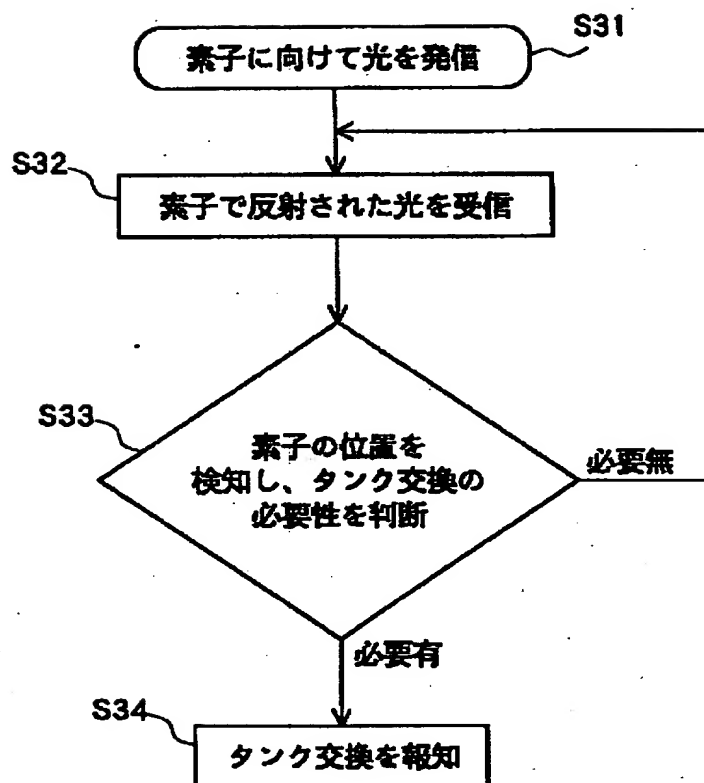 S31
素子に向けて光を発信
S32
素子で反射された光を受信
S33
素子の位置を
検知し、タンク交換の
必要性を判断
必要無
必要有
S34
タンク交換を報知